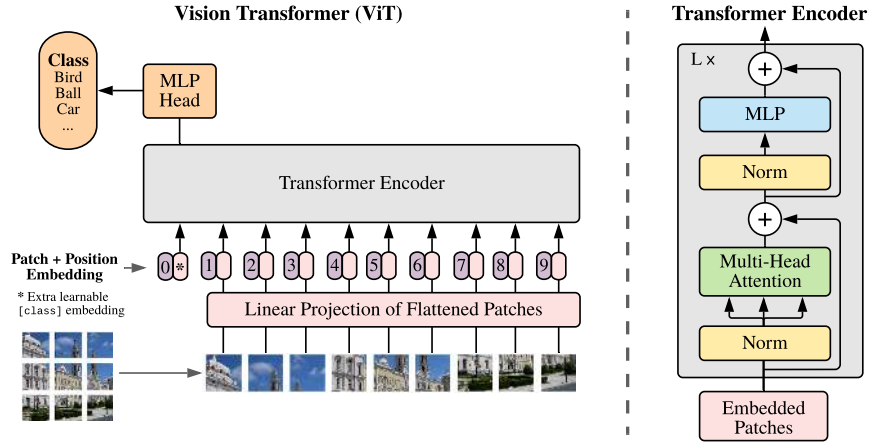 Vision Transformer (ViT)
Class
Bird
Ball
Car
...
MLP
Head
Transformer Encoder
Patch + Position
Embedding
0 * 1 2 3 4 5 6 7 8 9
* Extra learnable
[class] embedding
Linear Projection of Flattened Patches
Transformer Encoder
L x
+
MLP
Norm
+
Multi-Head
Attention
Norm
Embedded
Patches